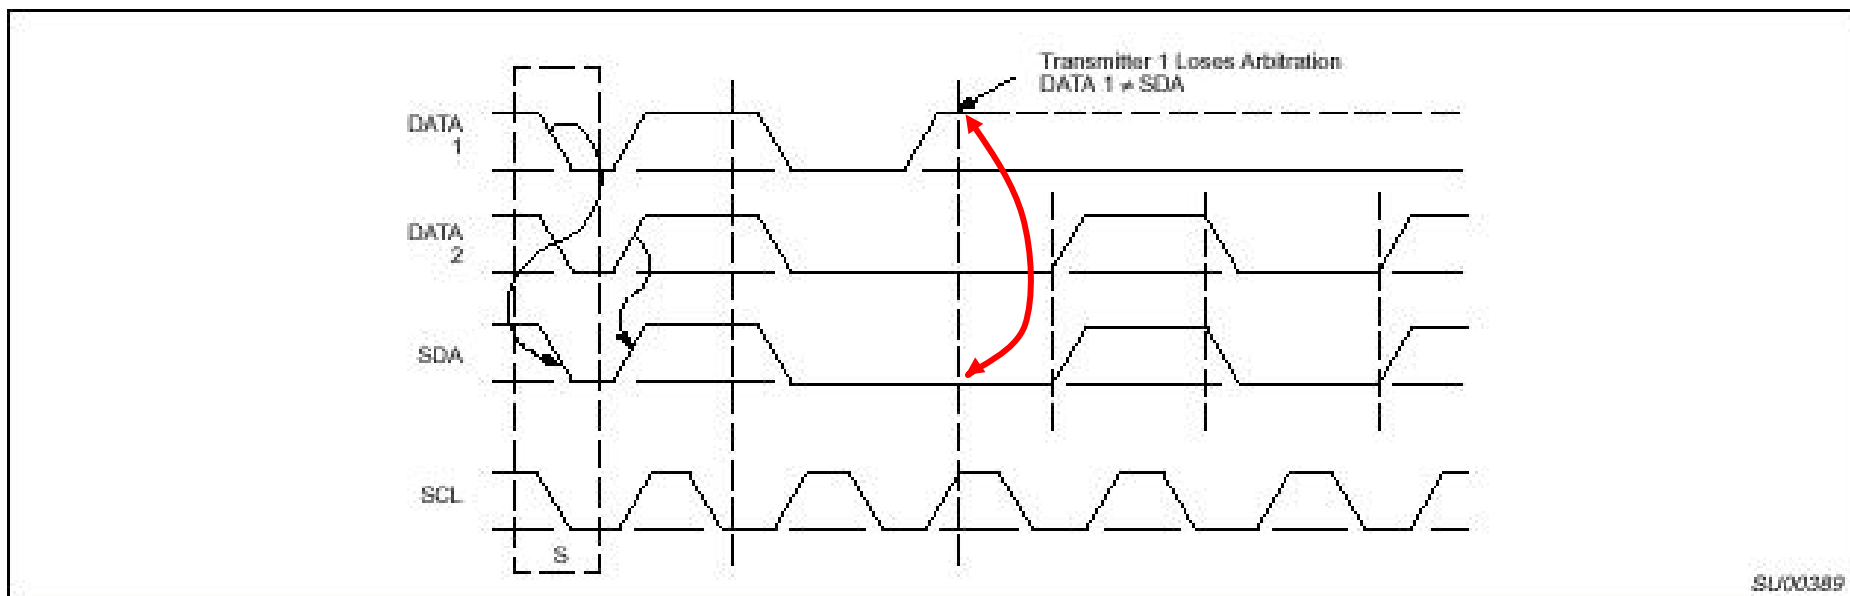 Transmitter 1 Loses Arbitration
DATA 1 ≠ SDA
DATA
1
DATA
2
SDA
SCL
S
SU00389